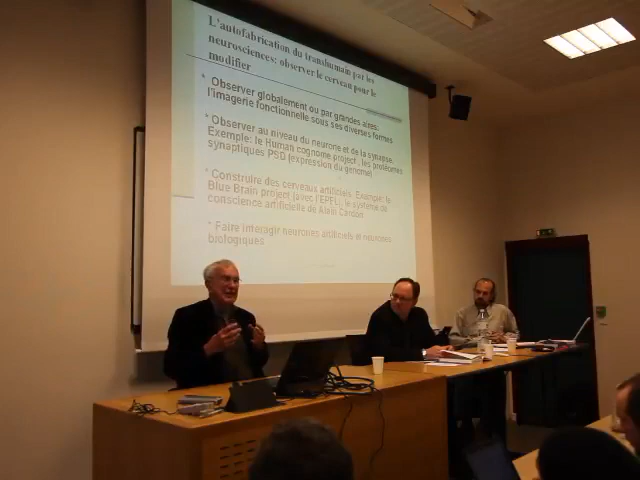 L'autofabrication du transhumain par les
neurosciences: observer le cerveau pour le
modifier
* Observer globalement ou par grandes aires:
l'imagerie fonctionnelle sous ses diverses formes
* Observer au niveau du neurone et de la synapse.
Exemple: le Human cognome project , les protéomes
synaptiques PSD (expression du génome)
* Construire des cerveaux artificiels. Exemple: le
Blue Brain project (avec l'EPFL), le système de
conscience artificielle de Alain Cardon
* Faire interagir neurones artificiels et neurones
biologiques